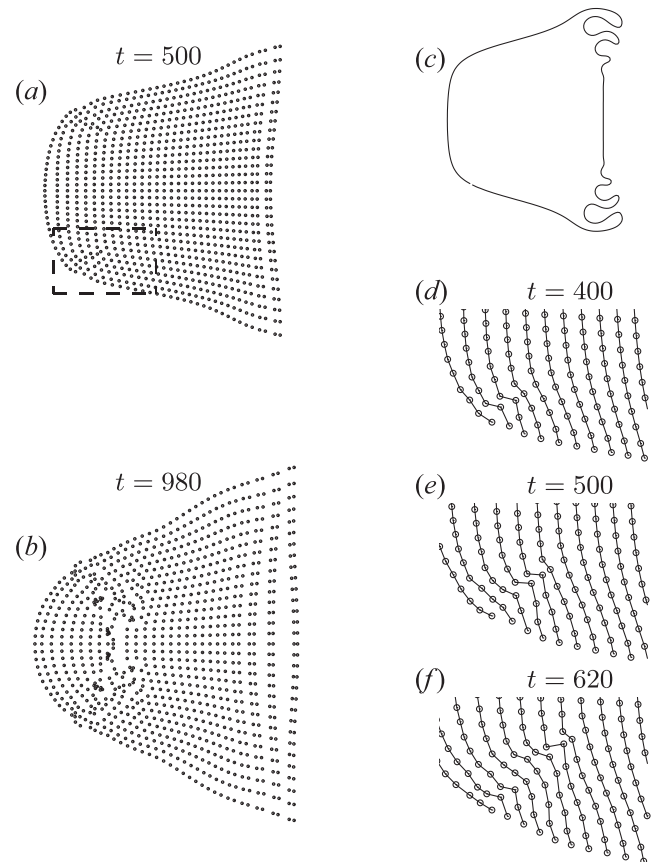 t = 500
(a)
(c)
(d)
t = 400
t = 980
(e)
t = 500
(b)
(f)
t = 620